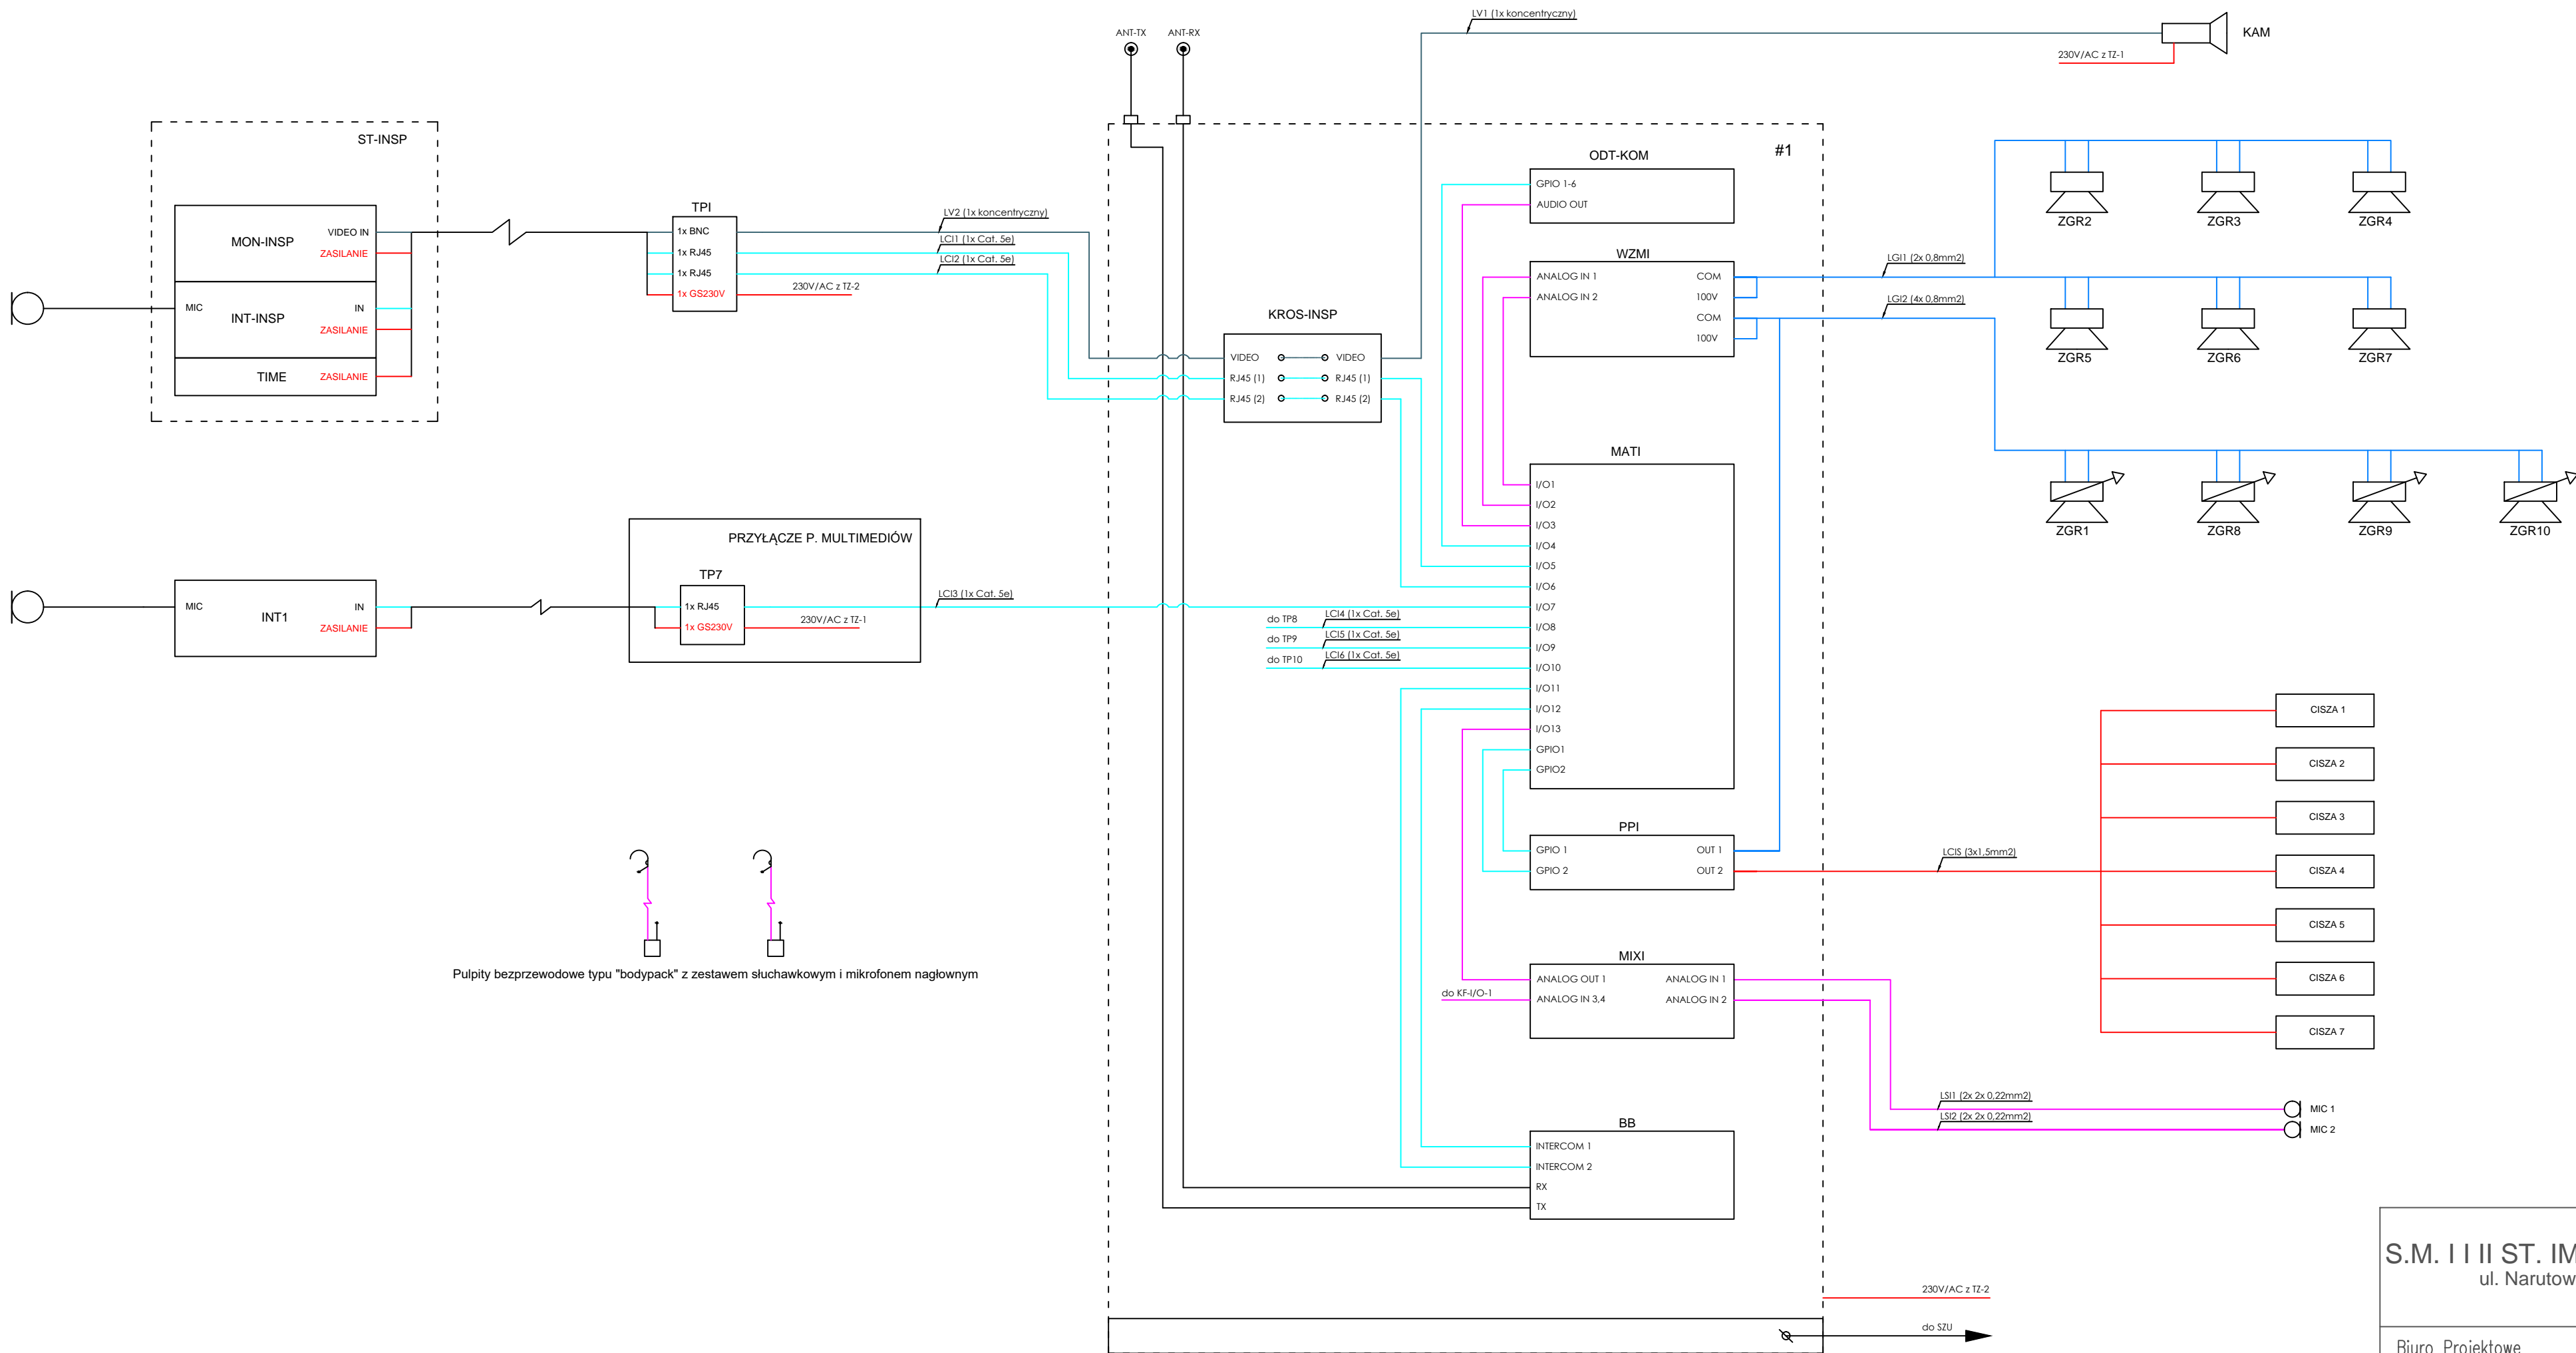 LV1 (1x koncentryczny)
KAM
230V/AC z TZ-1
ANT-TX
ANT-RX
ST-INSP
MON-INSP
VIDEO IN
ZASILANIE
MIC
INT-INSP
IN
ZASILANIE
TIME
ZASILANIE
TPI
1x BNC
1x RJ45
1x RJ45
1x GS230V
LV2 (1x koncentryczny)
LCI1 (1x Cat. 5e)
LCI2 (1x Cat. 5e)
230V/AC z TZ-2
#1
KROS-INSP
VIDEO
VIDEO
RJ45 (1)
RJ45 (1)
RJ45 (2)
RJ45 (2)
ODT-KOM
GPIO 1-6
AUDIO OUT
WZMI
ANALOG IN 1
COM
ANALOG IN 2
100V
COM
100V
LGI1 (2x 0,8mm2)
LGI2 (4x 0,8mm2)
ZGR2
ZGR3
ZGR4
ZGR5
ZGR6
ZGR7
ZGR1
ZGR8
ZGR9
ZGR10
MATI
I/O1
I/O2
I/O3
I/O4
I/O5
I/O6
I/O7
I/O8
I/O9
I/O10
I/O11
I/O12
I/O13
GPIO1
GPIO2
MIC
INT1
IN
ZASILANIE
PRZYŁĄCZE P. MULTIMEDIÓW
TP7
1x RJ45
1x GS230V
230V/AC z TZ-1
LCI3 (1x Cat. 5e)
do TP8
LCI4 (1x Cat. 5e)
do TP9
LCI5 (1x Cat. 5e)
do TP10
LCI6 (1x Cat. 5e)
PPI
GPIO 1
OUT 1
GPIO 2
OUT 2
LCIS (3x1,5mm2)
CISZA 1
CISZA 2
CISZA 3
CISZA 4
CISZA 5
CISZA 6
CISZA 7
Pulpity bezprzewodowe typu "bodypack" z zestawem słuchawkowym i mikrofonem nagłownym
MIXI
ANALOG OUT 1
ANALOG IN 1
do KF-I/O-1
ANALOG IN 3,4
ANALOG IN 2
LSI1 (2x 2x 0,22mm2)
LSI2 (2x 2x 0,22mm2)
MIC 1
MIC 2
BB
INTERCOM 1
INTERCOM 2
RX
TX
230V/AC z TZ-2
do SZU
S.M. I I II ST. IM
ul. Narutow
Biuro Projektowe